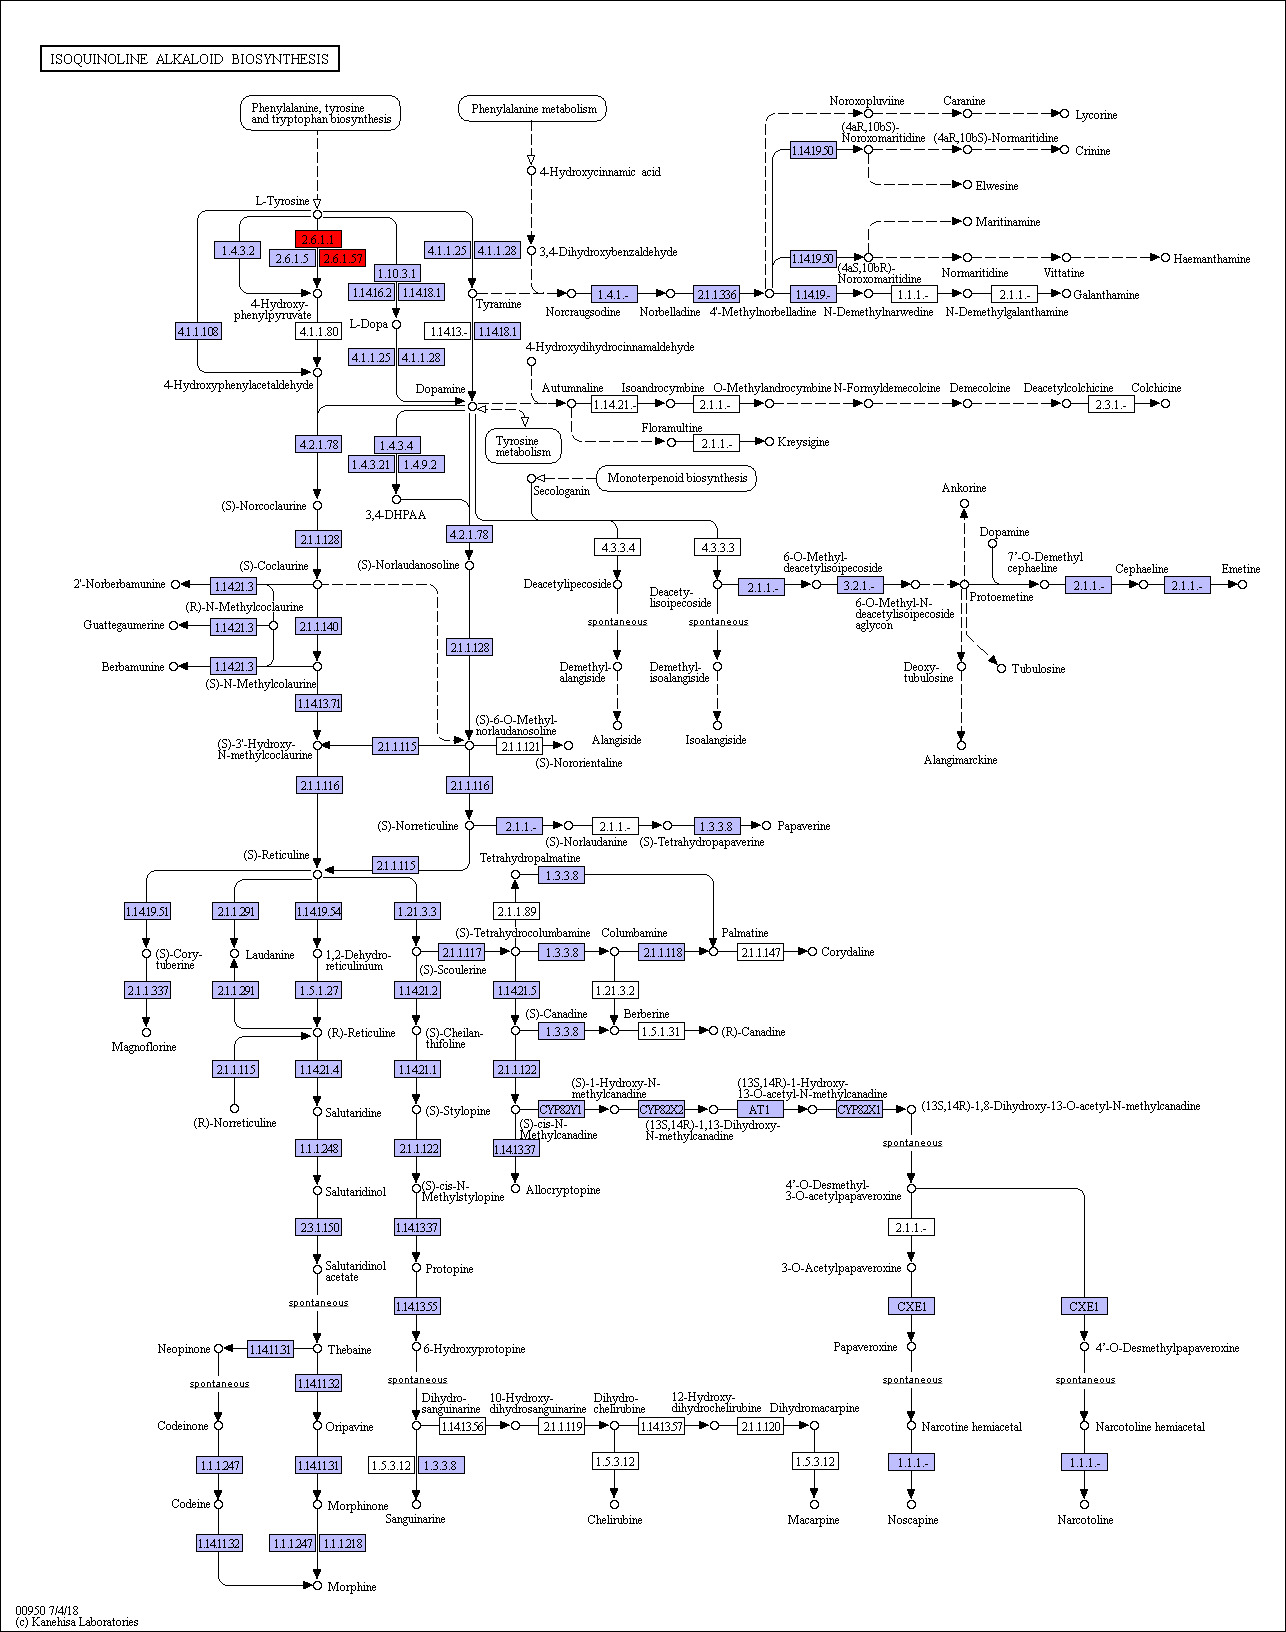 ISOQUINOLINE ALKALOID BIOSYNTHESIS
Phenylalanine, tyrosine
and tryptophan biosynthesis
Phenylalanine metabolism
Noroxopluviine
Caranine
Lycorine
(4aR,10bS)-
Noroxomaritidine
(4aR,10bS)-Normaritidine
1.14.19.50
Crinine
4-Hydroxycinnamic acid
Elwesine
L-Tyrosine
Maritinamine
2.6.1.1
1.4.3.2
2.6.1.5
2.6.1.57
4.1.1.25
4.1.1.28
3,4-Dihydroxybenzaldehyde
1.14.19.50
Haemanthamine
(4aS,10bR)-
Noroxomaritidine
Normaritidine
Vittatine
1.10.3.1
1.14.16.2
1.14.18.1
4-Hydroxy-
phenylpyruvate
Tyramine
1.4.1.-
2.1.1.336
1.14.19.-
1.1.1.-
2.1.1.-
Galanthamine
Norcraugsodine
Norbelladine
4'-Methylnorbelladine
N-Demethylnarwedine
N-Demethylgalanthamine
4.1.1.108
4.1.1.80
L-Dopa
1.14.13.-
1.14.18.1
4-Hydroxydihydrocinnamaldehyde
4.1.1.25
4.1.1.28
4-Hydroxyphenylacetaldehyde
Dopamine
Autumnaline
Isoandrocymbine
O-Methylandrocymbine
N-Formyldemecolcine
Demecolcine
Deacetylcolchicine
Colchicine
1.14.21.-
2.1.1.-
2.3.1.-
Floramultine
2.1.1.-
Kreysigine
4.2.1.78
1.4.3.4
Tyrosine
metabolism
1.4.3.21
1.4.9.2
Monoterpenoid biosynthesis
Secologanin
Ankorine
(S)-Norcoclaurine
3,4-DHPAA
2.1.1.128
4.2.1.78
4.3.3.4
4.3.3.3
Dopamine
6-O-Methyl-
deacetylisoipecoside
7'-O-Demethyl
cephaeline
Cephaeline
Emetine
(S)-Coclaurine
(S)-Norlaudanosoline
2'-Norberbamunine
1.14.21.3
Deacetylipecoside
Deacety-
lisoipecoside
2.1.1.-
3.2.1.-
2.1.1.-
2.1.1.-
Protoemetine
6-O-Methyl-N-
deacetylisoipecoside
aglycon
(R)-N-Methylcoclaurine
Guattegaumerine
1.14.21.3
2.1.1.140
spontaneous
spontaneous
2.1.1.128
Berbamunine
1.14.21.3
(S)-N-Methylcolaurine
Demethyl-
alangiside
Demethyl-
isoalangiside
Deoxy-
tubulosine
Tubulosine
1.14.13.71
(S)-6-O-Methyl-
norlaudanosoline
Alangiside
Isoalangiside
(S)-3'-Hydroxy-
N-methylcoclaurine
2.1.1.115
2.1.1.121
(S)-Nororientaline
Alangimarckine
2.1.1.116
2.1.1.116
(S)-Norreticuline
2.1.1.-
2.1.1.-
1.3.3.8
Papaverine
(S)-Norlaudanine
(S)-Tetrahydropapaverine
(S)-Reticuline
2.1.1.115
Tetrahydropalmatine
1.3.3.8
1.14.19.51
2.1.1.291
1.14.19.54
1.21.3.3
2.1.1.89
(S)-Tetrahydrocolumbamine
Columbamine
Palmatine
(S)-Cory-
tuberine
Laudanine
1,2-Dehydro-
reticulinium
2.1.1.117
1.3.3.8
2.1.1.118
2.1.1.147
Corydaline
(S)-Scoulerine
2.1.1.337
2.1.1.291
1.5.1.27
1.14.21.2
1.14.21.5
1.21.3.2
(S)-Canadine
Berberine
Magnoflorine
(R)-Reticuline
(S)-Cheilan-
thifoline
1.3.3.8
1.5.1.31
(R)-Canadine
2.1.1.115
1.14.21.4
1.14.21.1
2.1.1.122
(S)-1-Hydroxy-N-
methylcanadine
(13S,14R)-1-Hydroxy-
13-O-acetyl-N-methylcanadine
(R)-Norreticuline
Salutaridine
(S)-Stylopine
CYP82Y1
CYP82X2
AT1
CYP82X1
(13S,14R)-1,8-Dihydroxy-13-O-acetyl-N-methylcanadine
(S)-cis-N-
Methylcanadine
(13S,14R)-1,13-Dihydroxy-
N-methylcanadine
1.1.1.248
2.1.1.122
1.14.13.37
spontaneous
Salutaridinol
(S)-cis-N-
Methylstylopine
Allocryptopine
4'-O-Desmethyl-
3-O-acetylpapaveroxine
2.3.1.150
1.14.13.37
2.1.1.-
Salutaridinol
acetate
Protopine
3-O-Acetylpapaveroxine
spontaneous
1.14.13.55
CXE1
CXE1
Neopinone
1.14.11.31
Thebaine
6-Hydroxyprotopine
Papaveroxine
4'-O-Desmethylpapaveroxine
spontaneous
1.14.11.32
spontaneous
spontaneous
spontaneous
Dihydro-
sanguinarine
10-Hydroxy-
dihydrosanguinarine
Dihydro-
chelirubine
12-Hydroxy-
dihydrochelirubine
Dihydromacarpine
Codeinone
Oripavine
1.14.13.56
2.1.1.119
1.14.13.57
2.1.1.120
Narcotine hemiacetal
Narcotoline hemiacetal
1.1.1.247
1.14.11.31
1.5.3.12
1.3.3.8
1.5.3.12
1.5.3.12
1.1.1.-
1.1.1.-
Codeine
Morphinone
Sanguinarine
Chelirubine
Macarpine
Noscapine
Narcotoline
1.14.11.32
1.1.1.247
1.1.1.218
Morphine
00950 7/4/18
(c) Kanehisa Laboratories